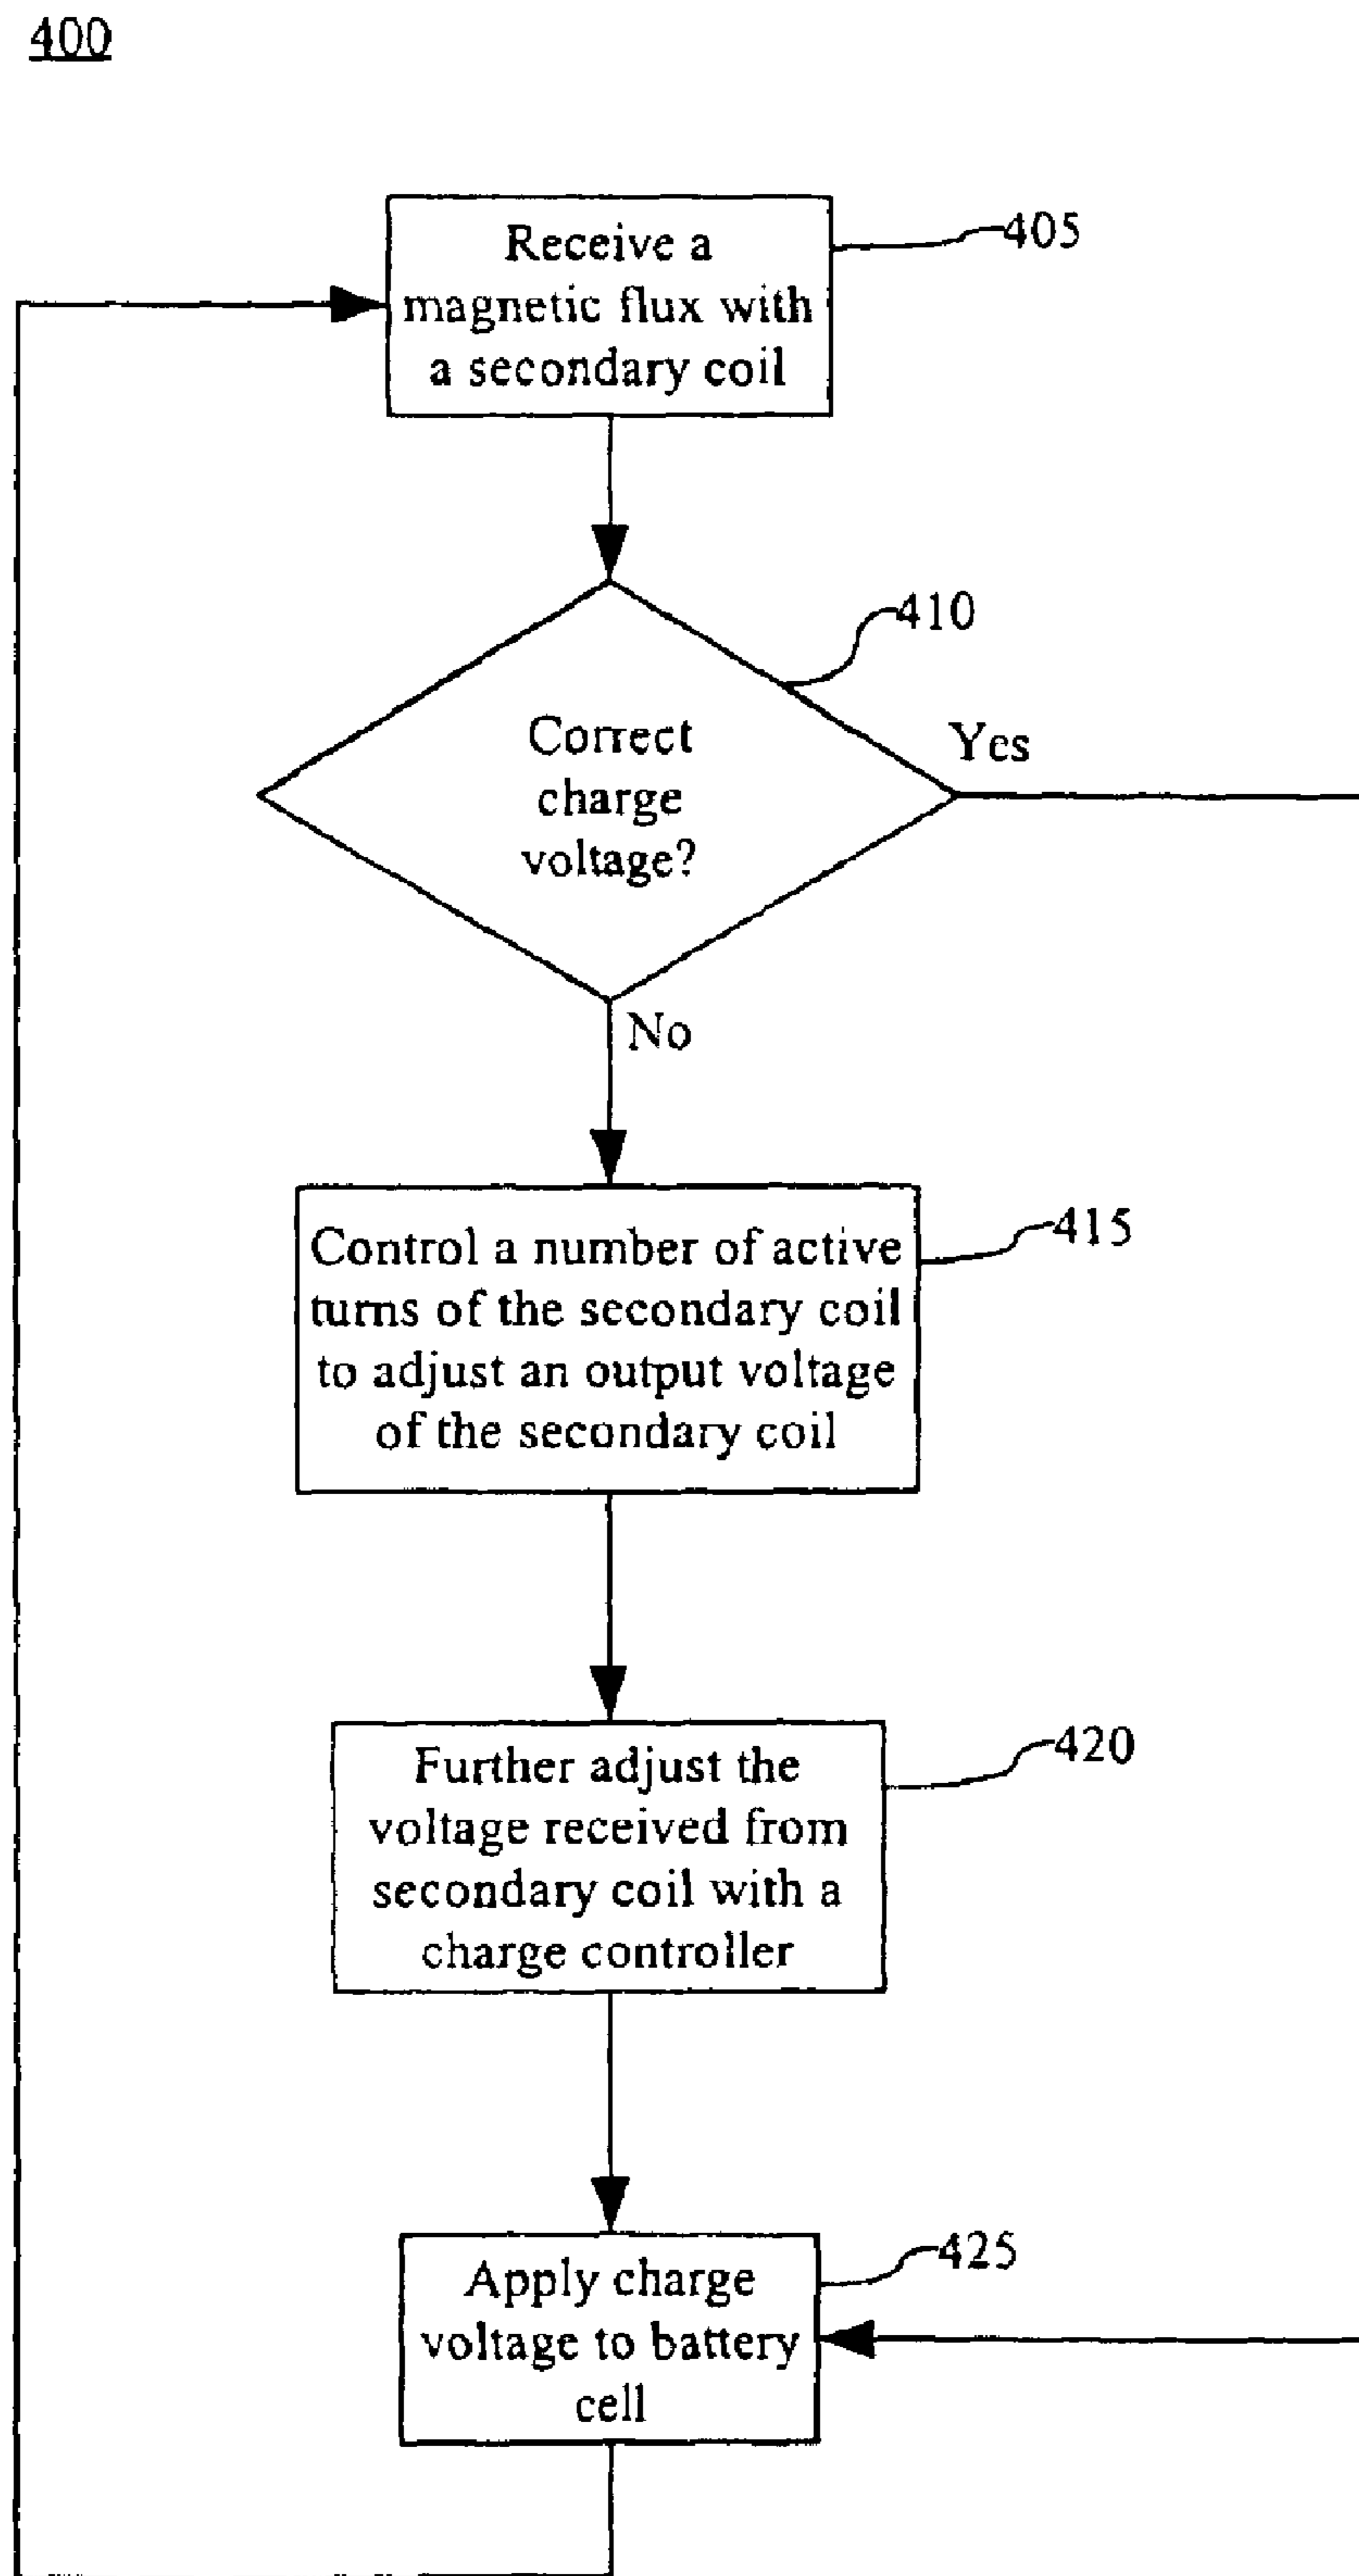 400
Receive a
magnetic flux with
a secondary coil
405
410
Correct
charge
voltage?
Yes
No
Control a number of active
turns of the secondary coil
to adjust an output voltage
of the secondary coil
415
Further adjust the
voltage received from
secondary coil with a
charge controller
420
Apply charge
voltage to battery
cell
425